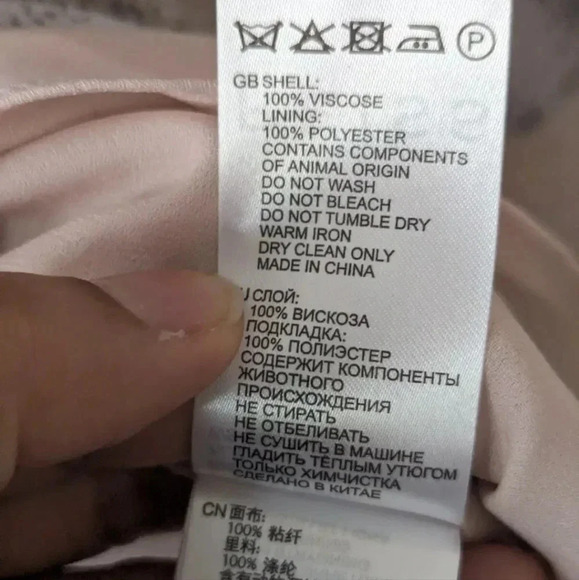 P
GB SHELL:
100% VISCOSE
LINING:
100% POLYESTER
CONTAINS COMPONENTS
OF ANIMAL ORIGIN
DO NOT WASH
DO NOT BLEACH
DO NOT TUMBLE DRY
WARM IRON
DRY CLEAN ONLY
MADE IN CHINA
СЛОЙ:
100% ВИСКОЗА
ПОДКЛАДКА:
100% ПОЛИЭСТЕР
СОДЕРЖИТ КОМПОНЕНТЫ
ЖИВОТНОГО
ПРОИСХОЖДЕНИЯ
НЕ СТИРАТЬ
НЕ ОТБЕЛИВАТЬ
НЕ СУШИТЬ В МАШИНЕ
ГЛАДИТЬ ТЁПЛЫМ УТЮГОМ
ТОЛЬКО ХИМЧИСТКА
СДЕЛАНО В КИТАЕ
CN 面布:
100% 粘纤
里料:
100% 涤纶